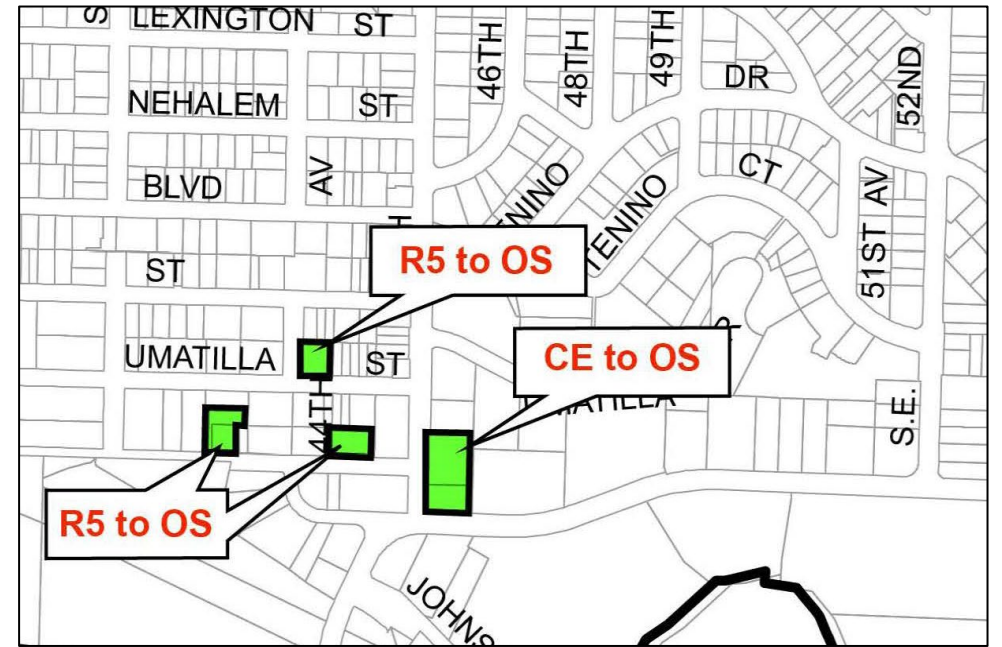 S
LEXINGTON ST
46TH
48TH
49TH
DR
52ND
NEHALEM ST
BLVD
AV
CT
51ST AV
TENINO
ST
R5 to OS
UMATILLA ST
CE to OS
UMATILLA
44TH
S.E.
R5 to OS
JOHNS